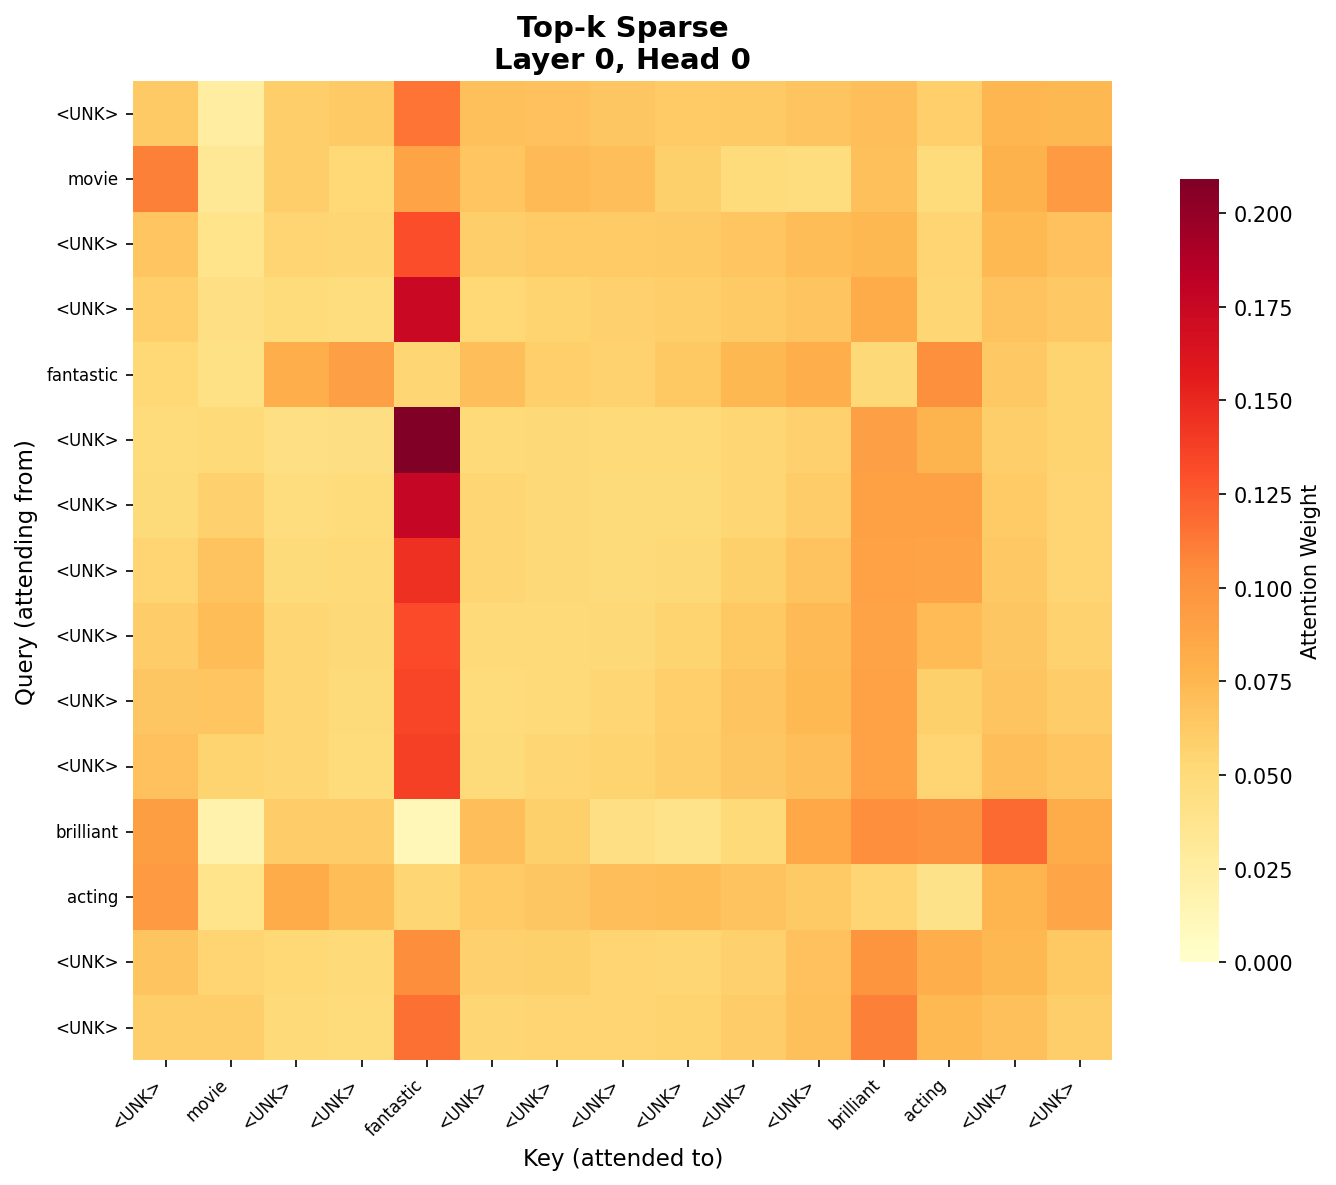 Top-k Sparse
Layer 0, Head 0
<UNK>
movie
<UNK>
<UNK>
fantastic
<UNK>
<UNK>
<UNK>
<UNK>
<UNK>
<UNK>
brilliant
acting
<UNK>
<UNK>
Query (attending from)
<UNK>
movie
<UNK>
<UNK>
fantastic
<UNK>
<UNK>
<UNK>
<UNK>
<UNK>
<UNK>
brilliant
acting
<UNK>
<UNK>
Key (attended to)
0.200
0.175
0.150
0.125
0.100
0.075
0.050
0.025
0.000
Attention Weight